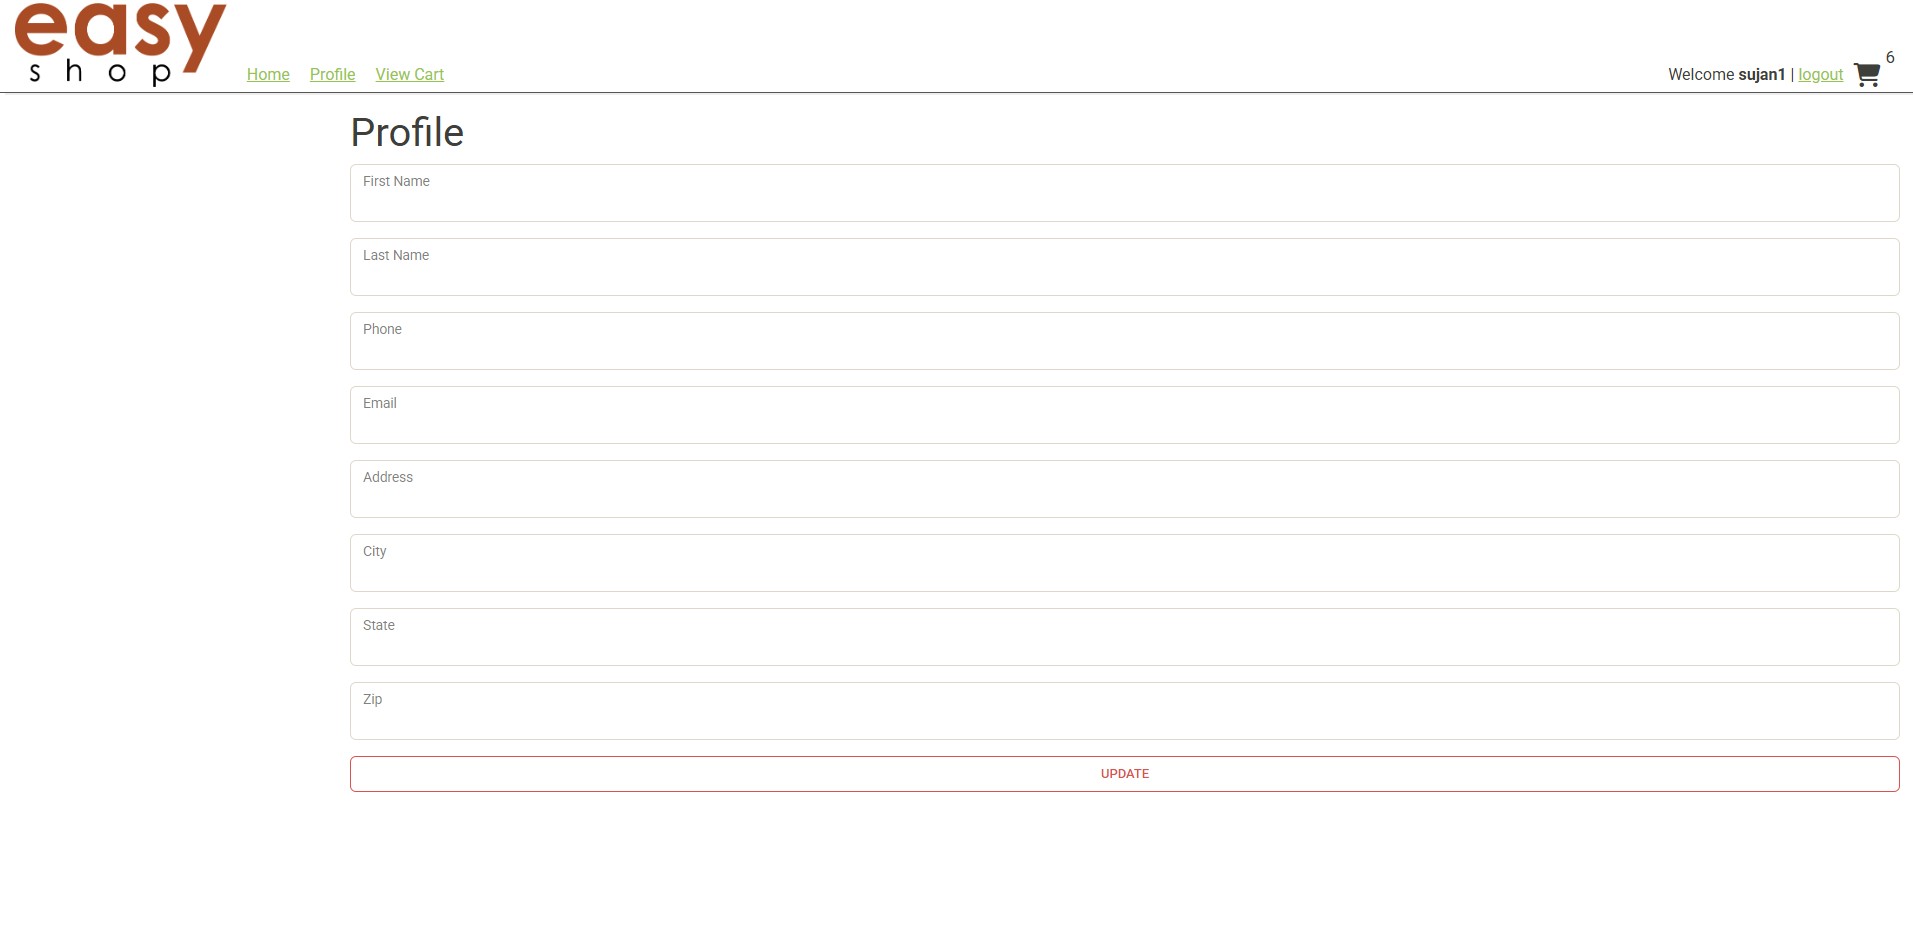 easy
shop
Home Profile View Cart
Welcome sujan1 | logout 6
Profile
First Name
Last Name
Phone
Email
Address
City
State
Zip
UPDATE